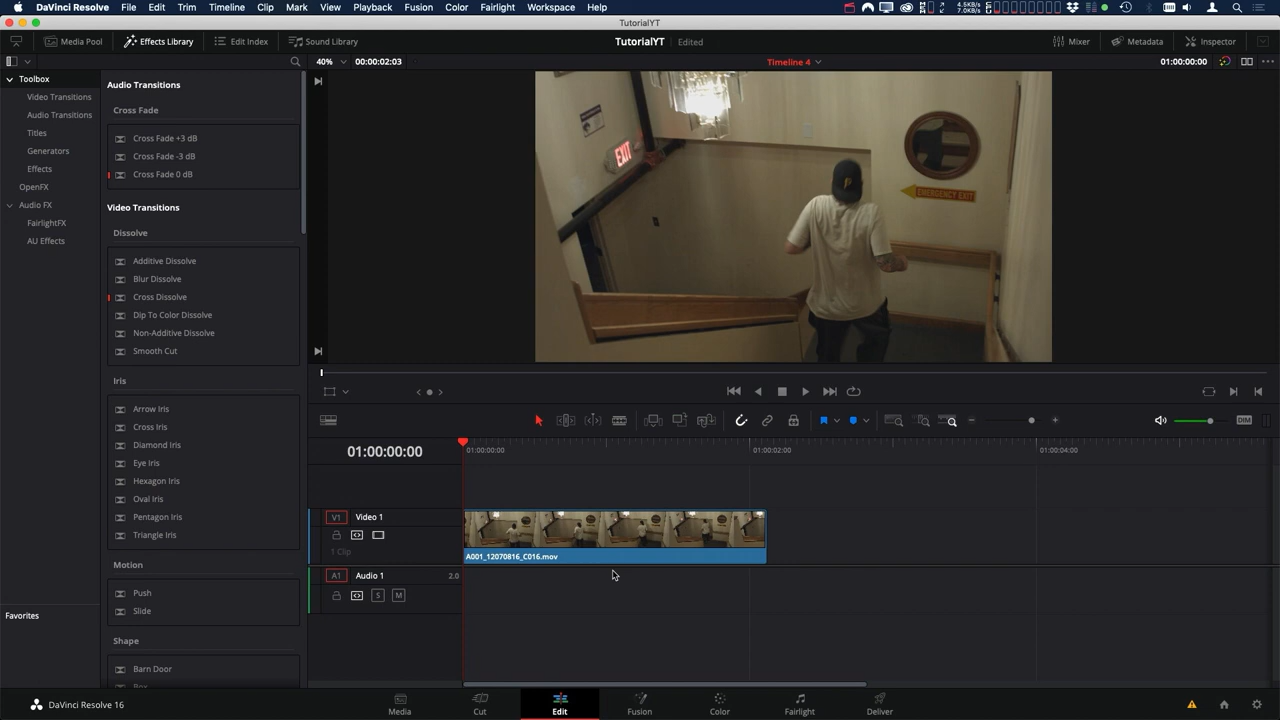 DaVinci Resolve File Edit Trim Timeline Clip Mark View Playback Fusion Color Fairlight Workspace Help
4.5KB/s
7.0KB/s
TutorialYT
Media Pool Effects Library Edit Index Sound Library TutorialYT Edited Mixer Metadata Inspector
40% 00:00:02:03 Timeline 4 01:00:00:00
Toolbox
Video Transitions
Audio Transitions
Titles
Generators
Effects
OpenFX
Audio FX
FairlightFX
AU Effects
Favorites
Audio Transitions
Cross Fade
Cross Fade +3 dB
Cross Fade -3 dB
Cross Fade 0 dB
Video Transitions
Dissolve
Additive Dissolve
Blur Dissolve
Cross Dissolve
Dip To Color Dissolve
Non-Additive Dissolve
Smooth Cut
Iris
Arrow Iris
Cross Iris
Diamond Iris
Eye Iris
Hexagon Iris
Oval Iris
Pentagon Iris
Triangle Iris
Motion
Push
Slide
Shape
Barn Door
Box
EXIT
P
EMERGENCY EXIT
DIM
01:00:00:00
01:00:00:00 01:00:02:00 01:00:04:00
V1 Video 1
1 Clip
A001_12070816_C016.mov
A1 Audio 1 2.0
S M
DaVinci Resolve 16
Media Cut Edit Fusion Color Fairlight Deliver